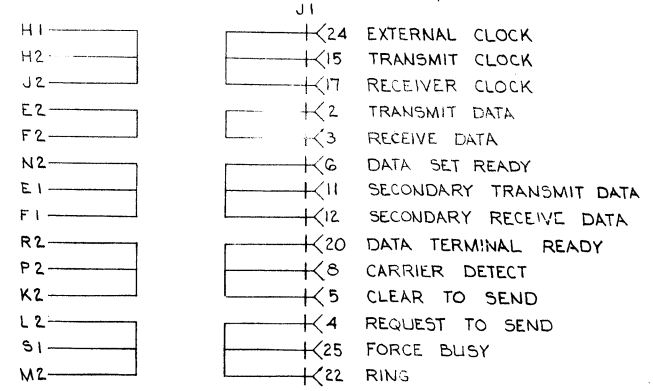 J1
H1 24 EXTERNAL CLOCK
H2 15 TRANSMIT CLOCK
J2 17 RECEIVER CLOCK
E2 2 TRANSMIT DATA
F2 3 RECEIVE DATA
N2 6 DATA SET READY
E1 11 SECONDARY TRANSMIT DATA
F1 12 SECONDARY RECEIVE DATA
R2 20 DATA TERMINAL READY
P2 8 CARRIER DETECT
K2 5 CLEAR TO SEND
L2 4 REQUEST TO SEND
S1 25 FORCE BUSY
M2 22 RING